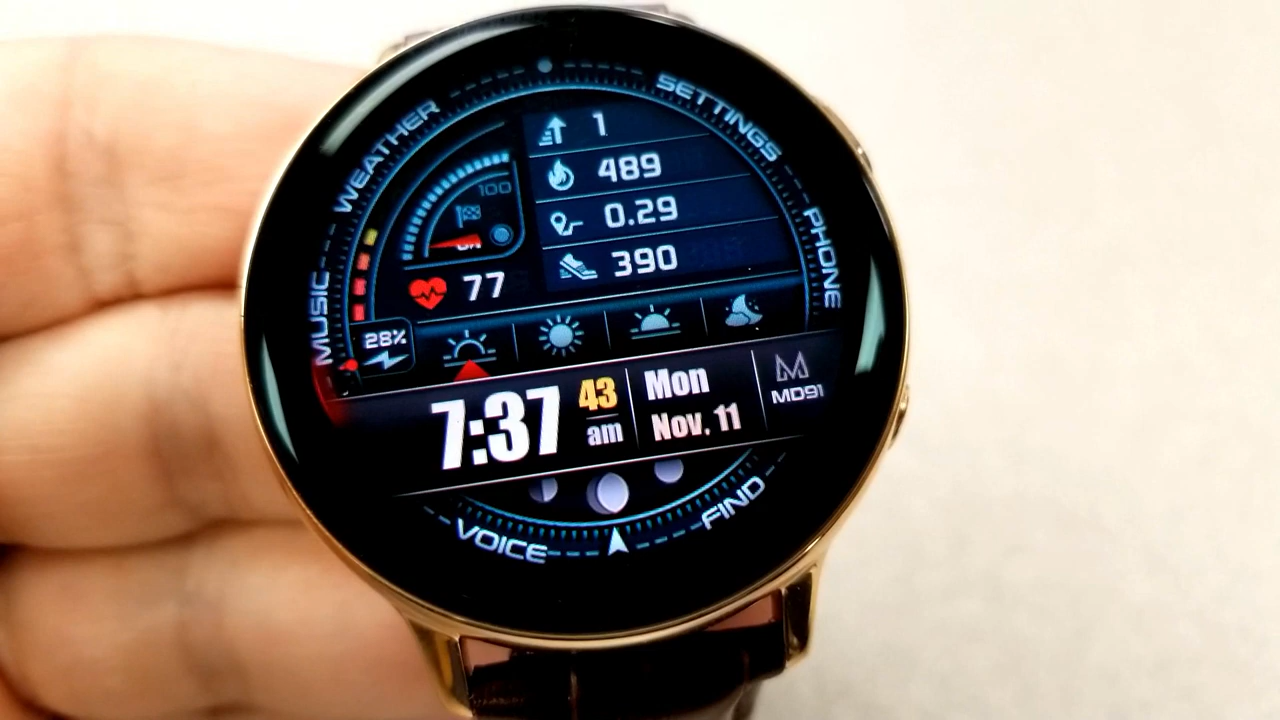 WEATHER
SETTINGS
MUSIC
PHONE
1
489
0.29
390
100
77
28%
7:37
43
am
Mon
Nov. 11
MD91
VOICE
FIND